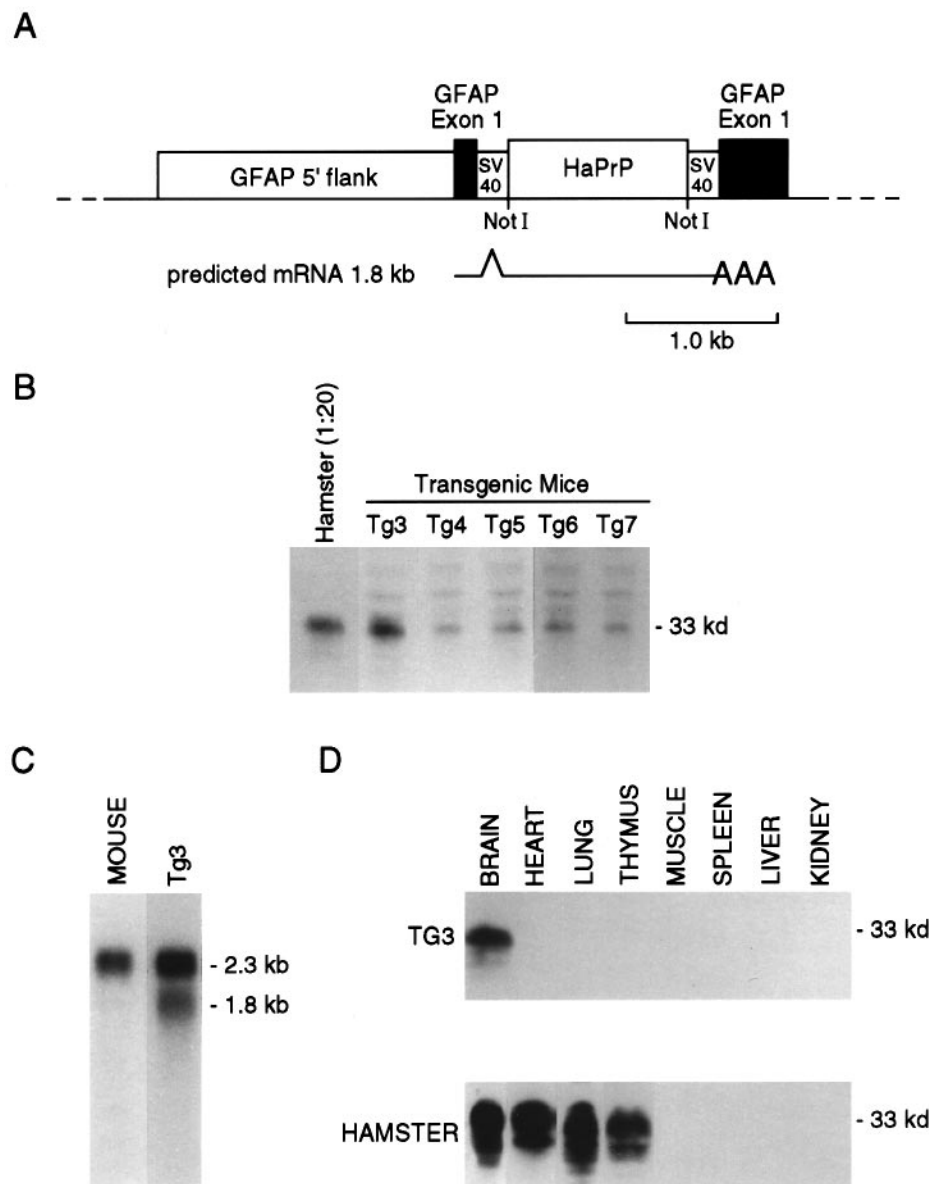 A
GFAP
Exon 1
GFAP
Exon 1
GFAP 5' flank
SV
40
HaPrP
SV
40
Not I
Not I
predicted mRNA 1.8 kb
AAA
1.0 kb
B
Hamster (1:20)
Transgenic Mice
Tg3 Tg4 Tg5 Tg6 Tg7
- 33 kd
C
MOUSE
Tg3
- 2.3 kb
- 1.8 kb
D
BRAIN
HEART
LUNG
THYMUS
MUSCLE
SPLEEN
LIVER
KIDNEY
TG3
- 33 kd
HAMSTER
- 33 kd